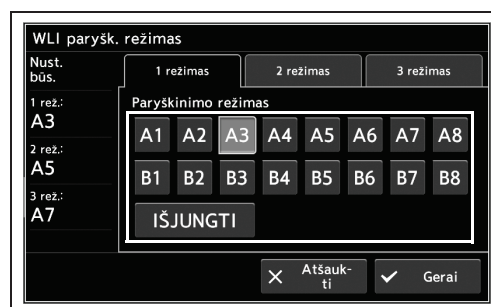 WLI paryšk. režimas
Nust.
būs.
1 rež.:
A3
2 rež.:
A5
3 rež.:
A7
1 režimas 2 režimas 3 režimas
Paryškinimo režimas
A1 A2 A3 A4 A5 A6 A7 A8
B1 B2 B3 B4 B5 B6 B7 B8
IŠJUNGTI
Atšauk-
ti
Gerai